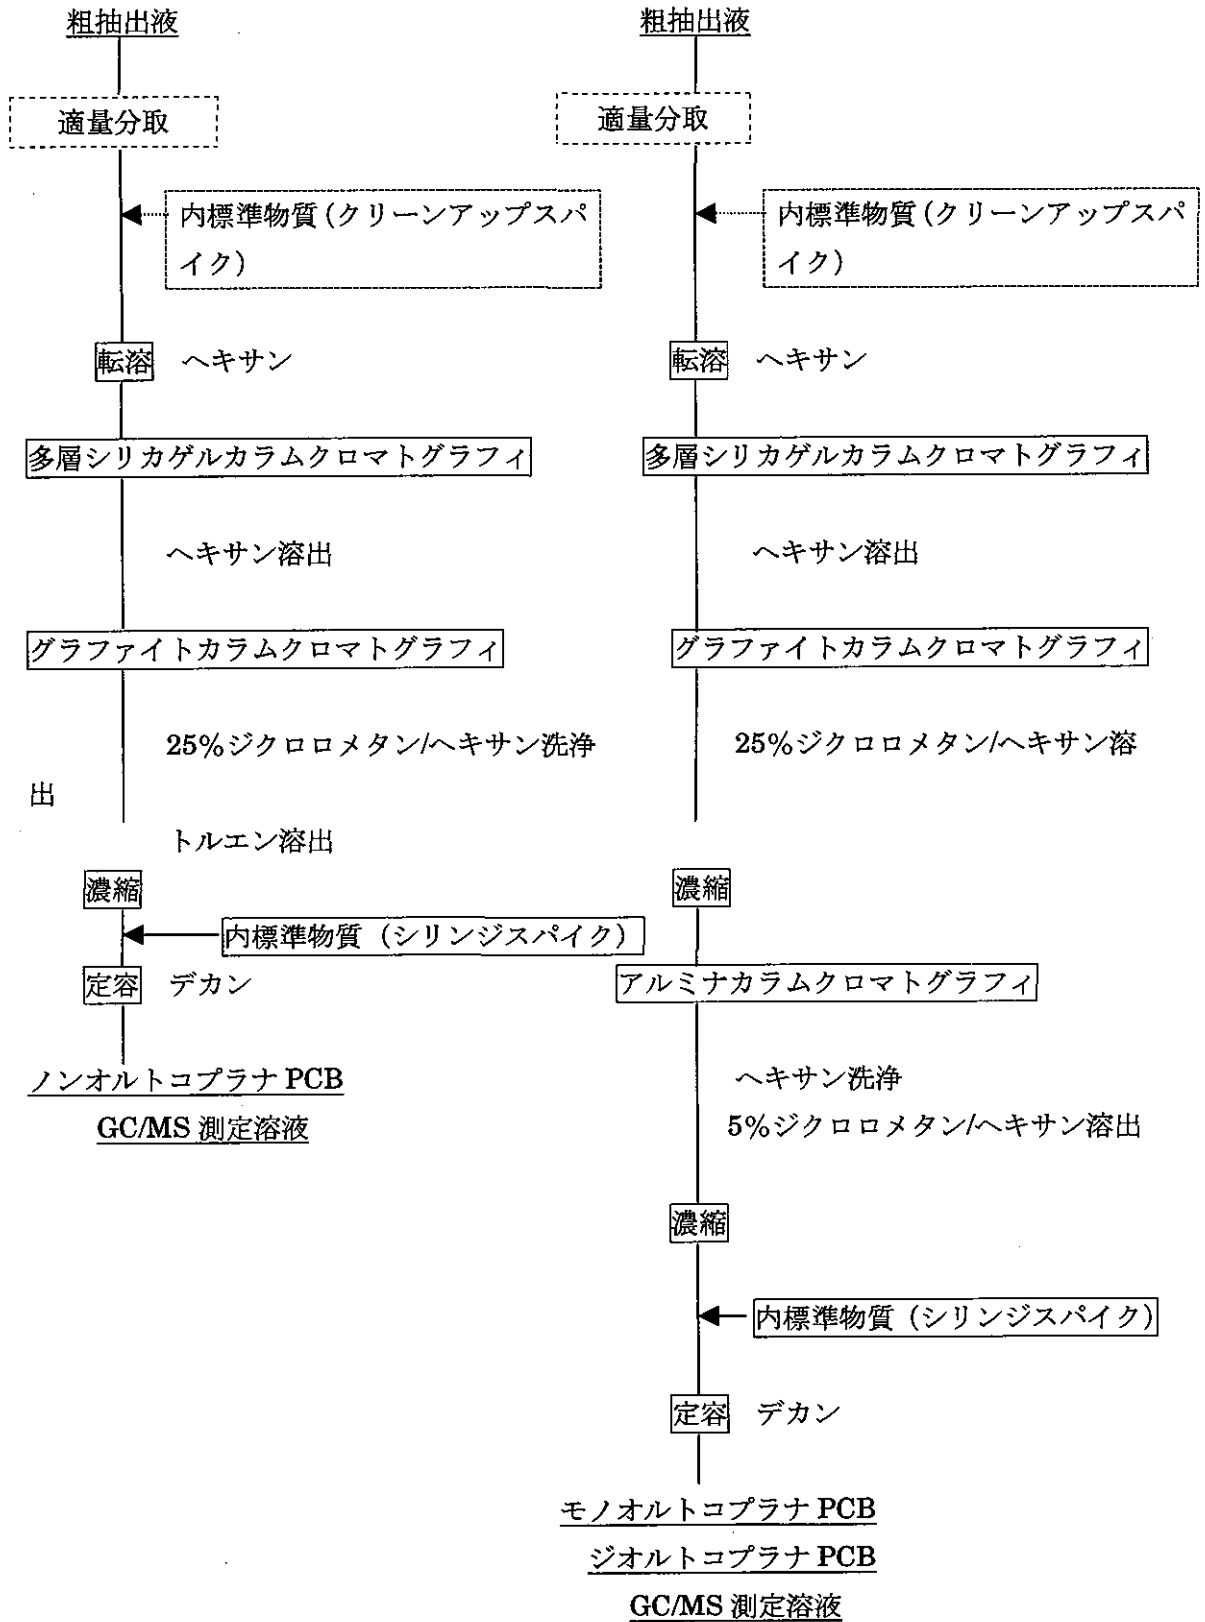 粗抽出液
適量分取
内標準物質(クリーンアップスパ
イク)
転溶 ヘキサン
多層シリカゲルカラムクロマトグラフィ
ヘキサン溶出
グラファイトカラムクロマトグラフィ
25%ジクロロメタン/ヘキサン洗浄
トルエン溶出
濃縮
内標準物質(シリンジスパイク)
定容 デカン
ノンオルトコプラナ PCB
GC/MS 測定溶液
粗抽出液
適量分取
内標準物質(クリーンアップスパ
イク)
転溶 ヘキサン
多層シリカゲルカラムクロマトグラフィ
ヘキサン溶出
グラファイトカラムクロマトグラフィ
25%ジクロロメタン/ヘキサン溶
出
濃縮
アルミナカラムクロマトグラフィ
ヘキサン洗浄
5%ジクロロメタン/ヘキサン溶出
濃縮
内標準物質(シリンジスパイク)
定容 デカン
モノオルトコプラナ PCB
ジオルトコプラナ PCB
GC/MS 測定溶液